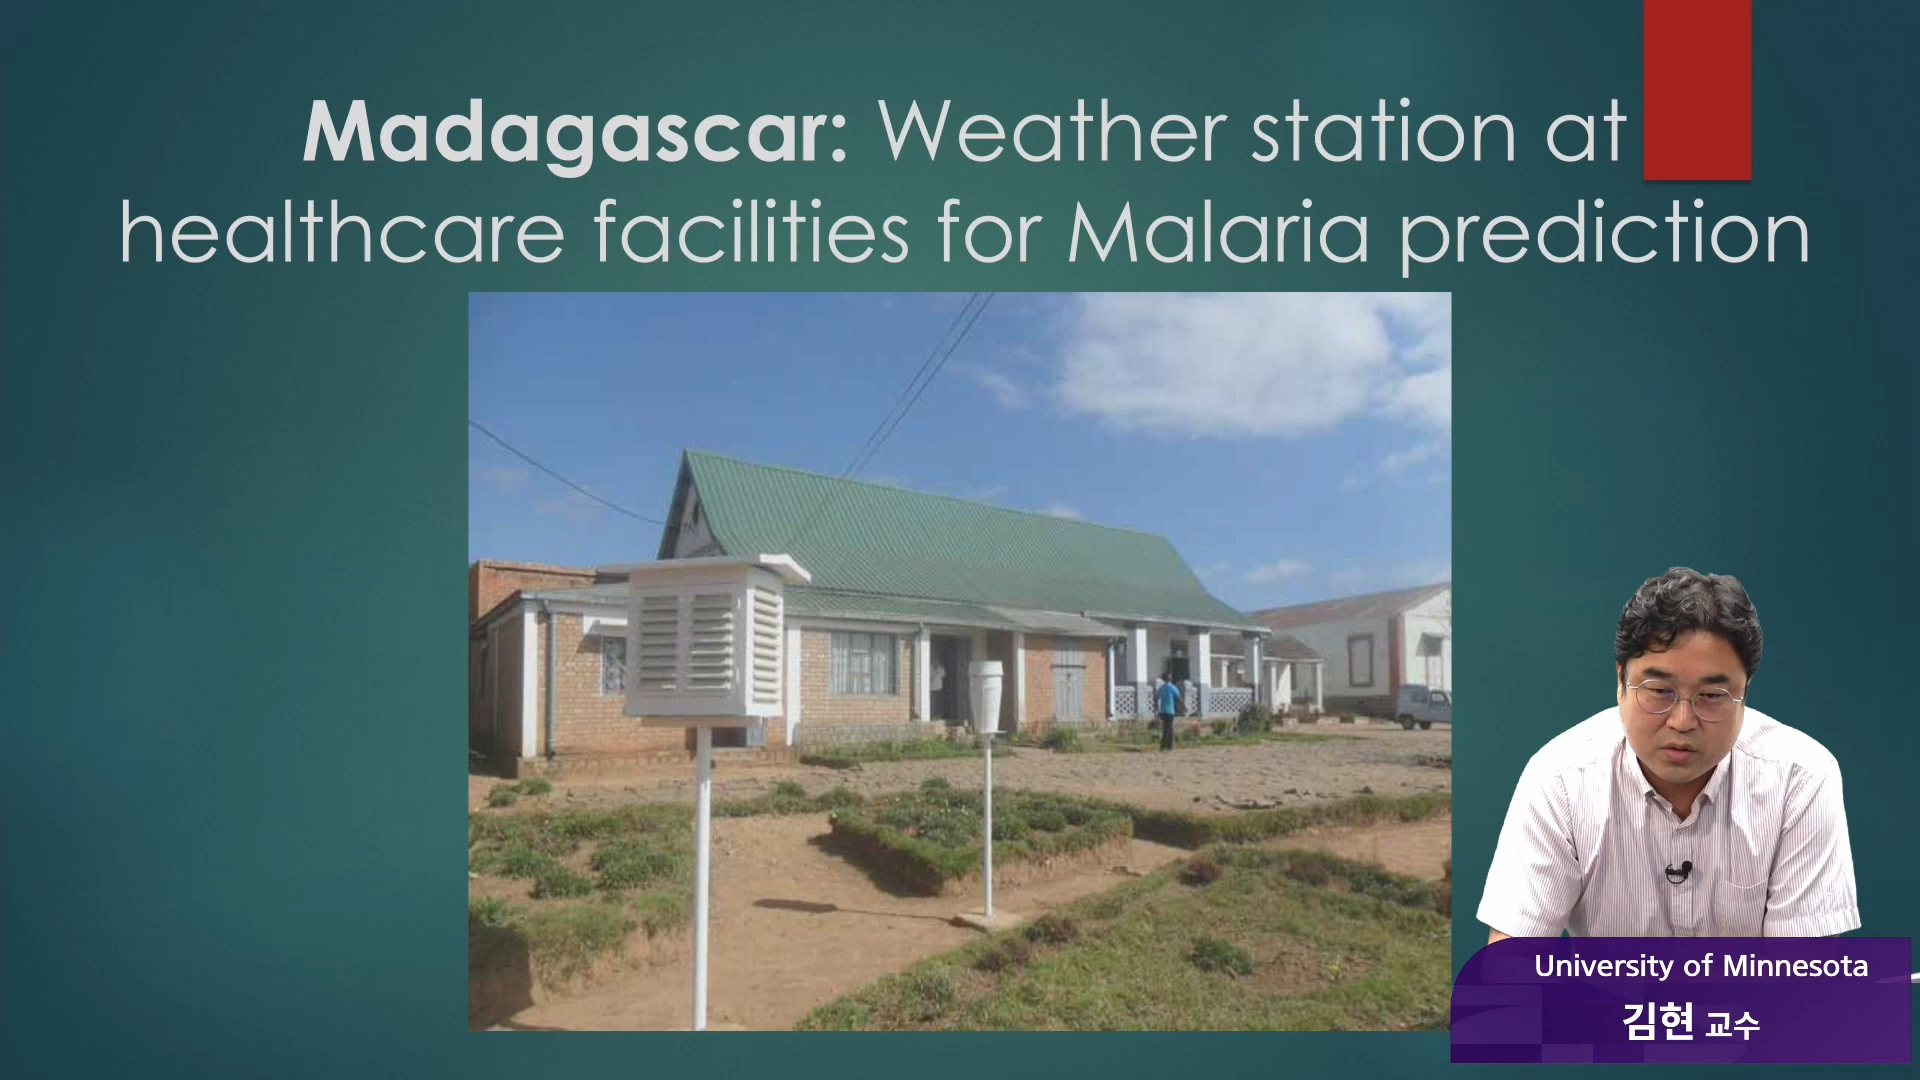 Madagascar: Weather station at
healthcare facilities for Malaria prediction
University of Minnesota
김현 교수